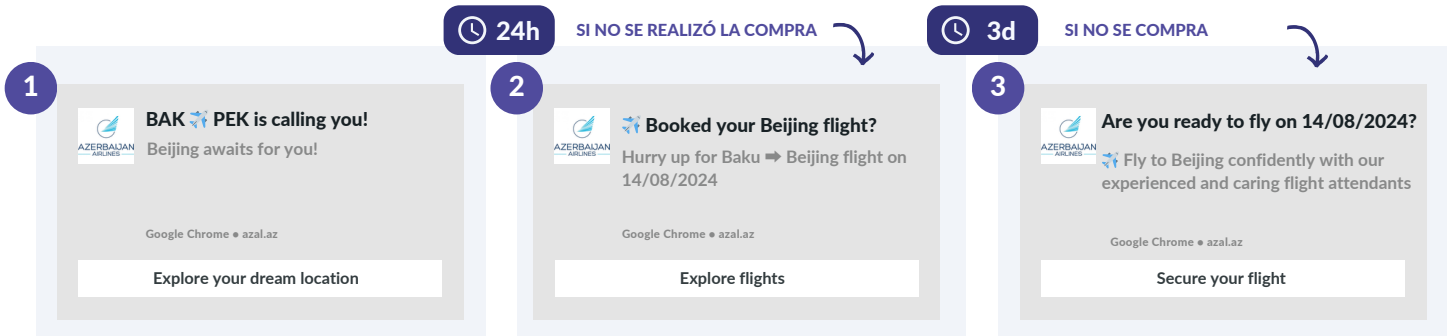 24h
SI NO SE REALIZÓ LA COMPRA
3d
SI NO SE COMPRA
1
AZERBAIJAN
AIRLINES
BAK ✈ PEK is calling you!
Beijing awaits for you!
Google Chrome • azal.az
Explore your dream location
2
AZERBAIJAN
AIRLINES
✈ Booked your Beijing flight?
Hurry up for Baku ➡ Beijing flight on
14/08/2024
Google Chrome • azal.az
Explore flights
3
AZERBAIJAN
AIRLINES
Are you ready to fly on 14/08/2024?
✈ Fly to Beijing confidently with our
experienced and caring flight attendants
Google Chrome • azal.az
Secure your flight